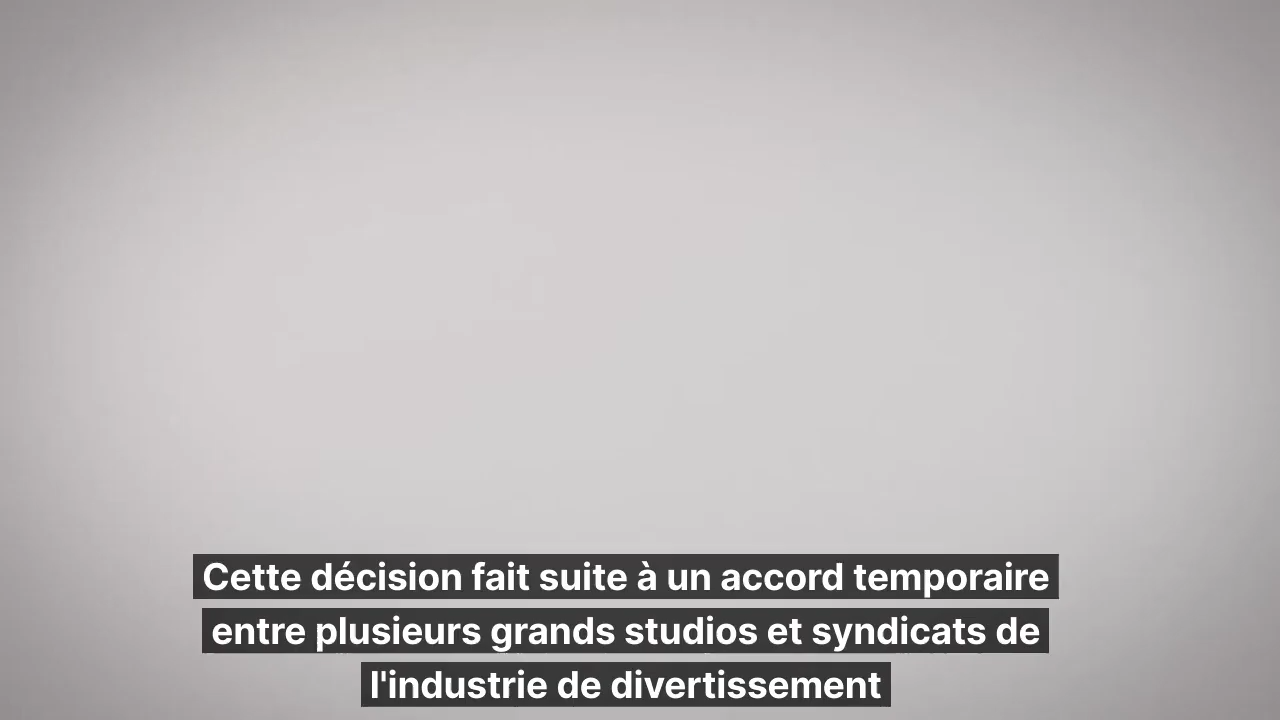 Cette décision fait suite à un accord temporaire
entre plusieurs grands studios et syndicats de
l'industrie de divertissement